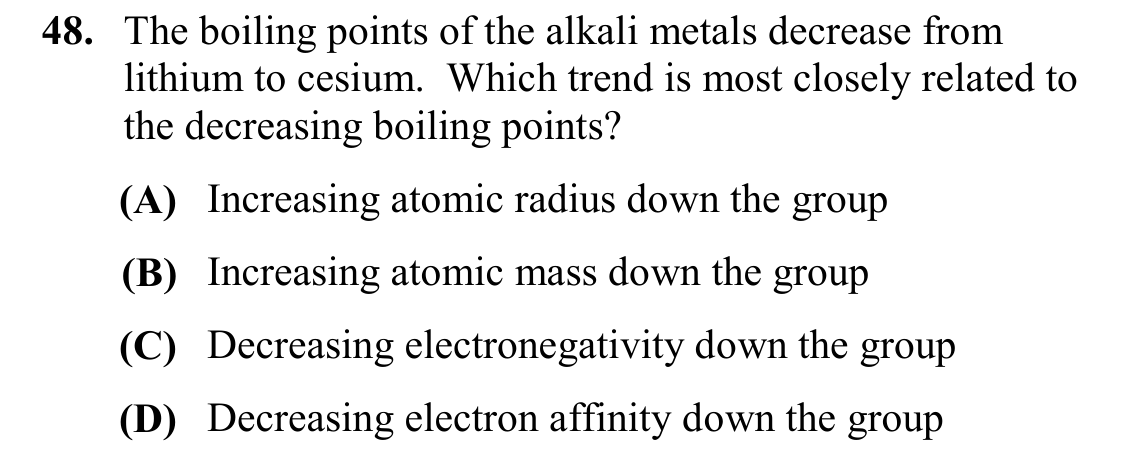 48. The boiling points of the alkali metals decrease from
lithium to cesium. Which trend is most closely related to
the decreasing boiling points?
(A) Increasing atomic radius down the group
(B) Increasing atomic mass down the group
(C) Decreasing electronegativity down the group
(D) Decreasing electron affinity down the group